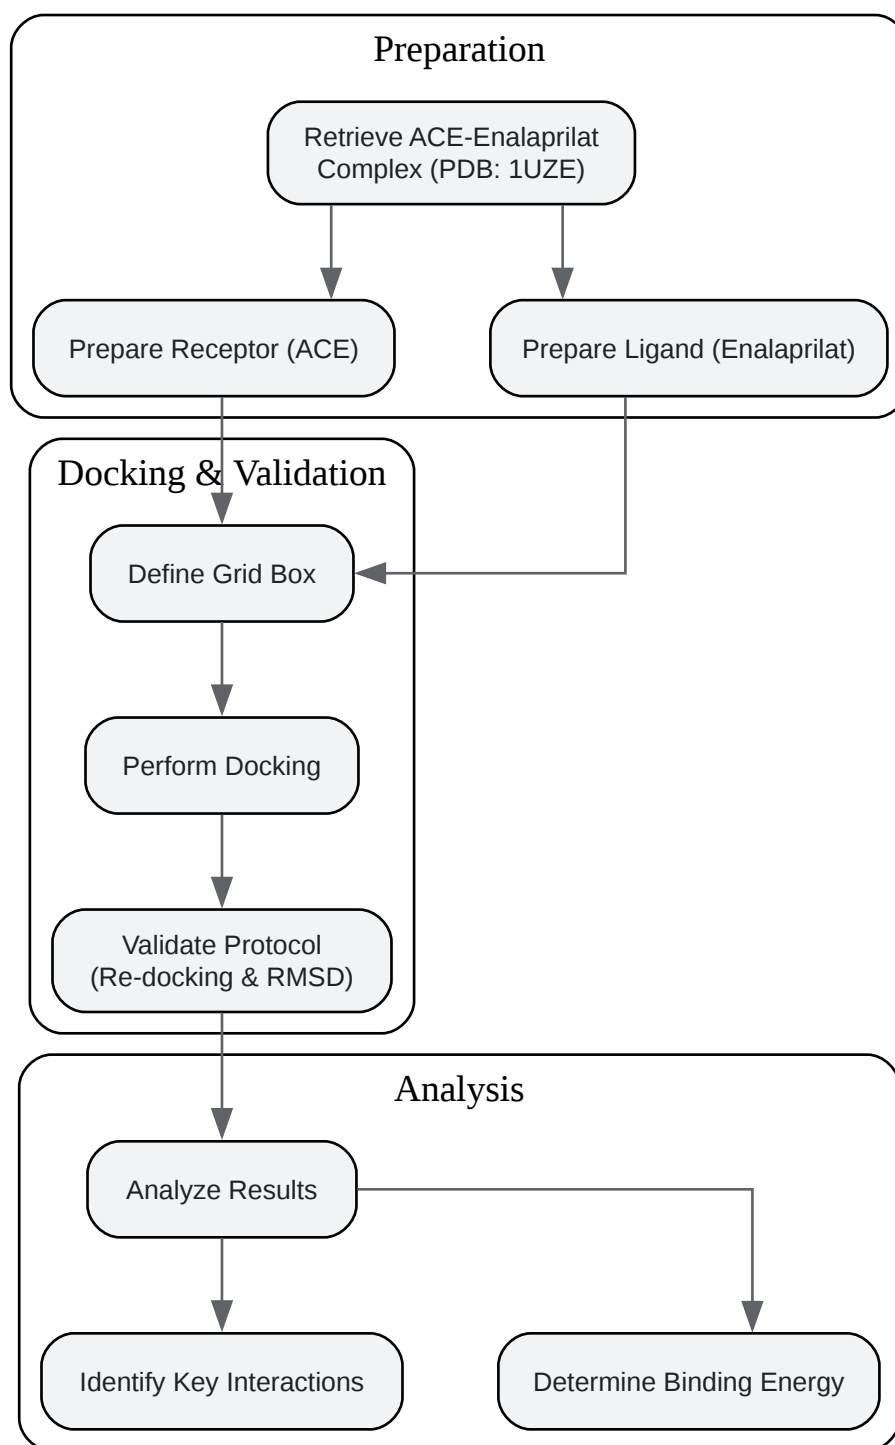 Preparation
Retrieve ACE-Enalaprilat
Complex (PDB: 1UZE)
Prepare Receptor (ACE)
Prepare Ligand (Enalaprilat)
Docking & Validation
Define Grid Box
Perform Docking
Validate Protocol
(Re-docking & RMSD)
Analysis
Analyze Results
Identify Key Interactions
Determine Binding Energy